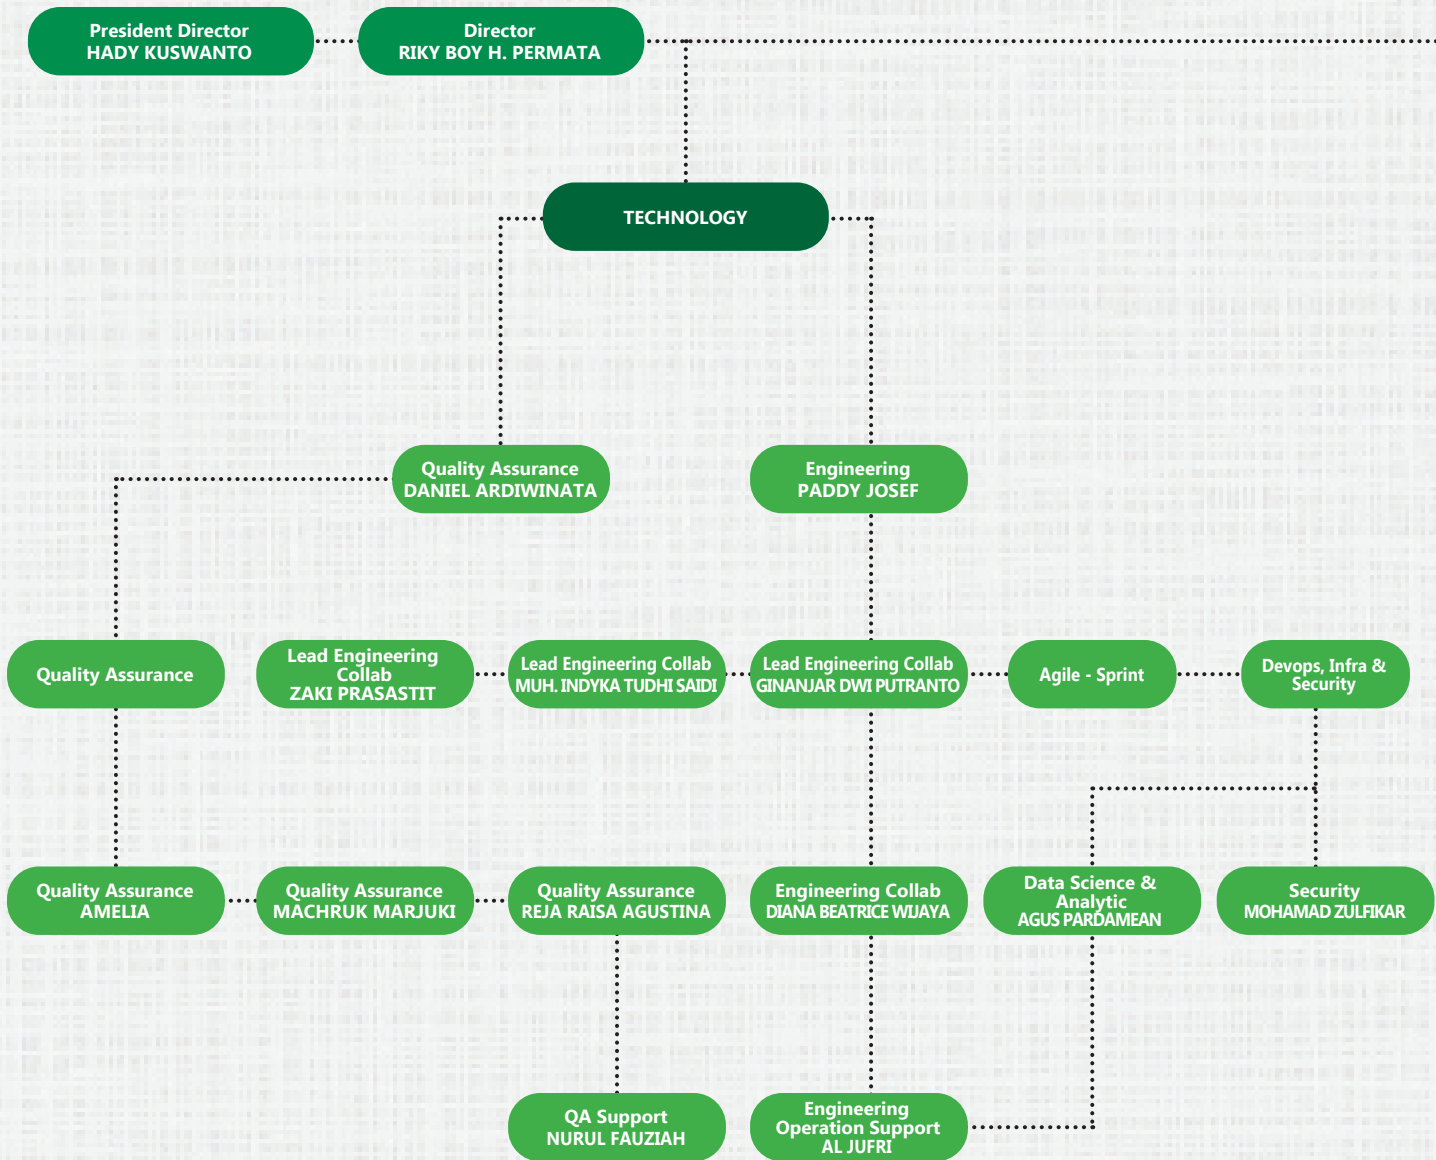 President Director
HADY KUSWANTO
Director
RIKY BOY H. PERMATA
TECHNOLOGY
Quality Assurance
DANIEL ARDIWINATA
Engineering
PADDY JOSEF
Quality Assurance
Lead Engineering
Collab
ZAKI PRASASTIT
Lead Engineering Collab
MUH. INDYKA TUDHI SAIDI
Lead Engineering Collab
GINANJAR DWI PUTRANTO
Agile - Sprint
Devops, Infra &
Security
Quality Assurance
AMELIA
Quality Assurance
MACHRUK MARJUKI
Quality Assurance
REJA RAISA AGUSTINA
Engineering Collab
DIANA BEATRICE WIJAYA
Data Science &
Analytic
AGUS PARDAMEAN
Security
MOHAMAD ZULFIKAR
QA Support
NURUL FAUZIAH
Engineering
Operation Support
AL JUFRI